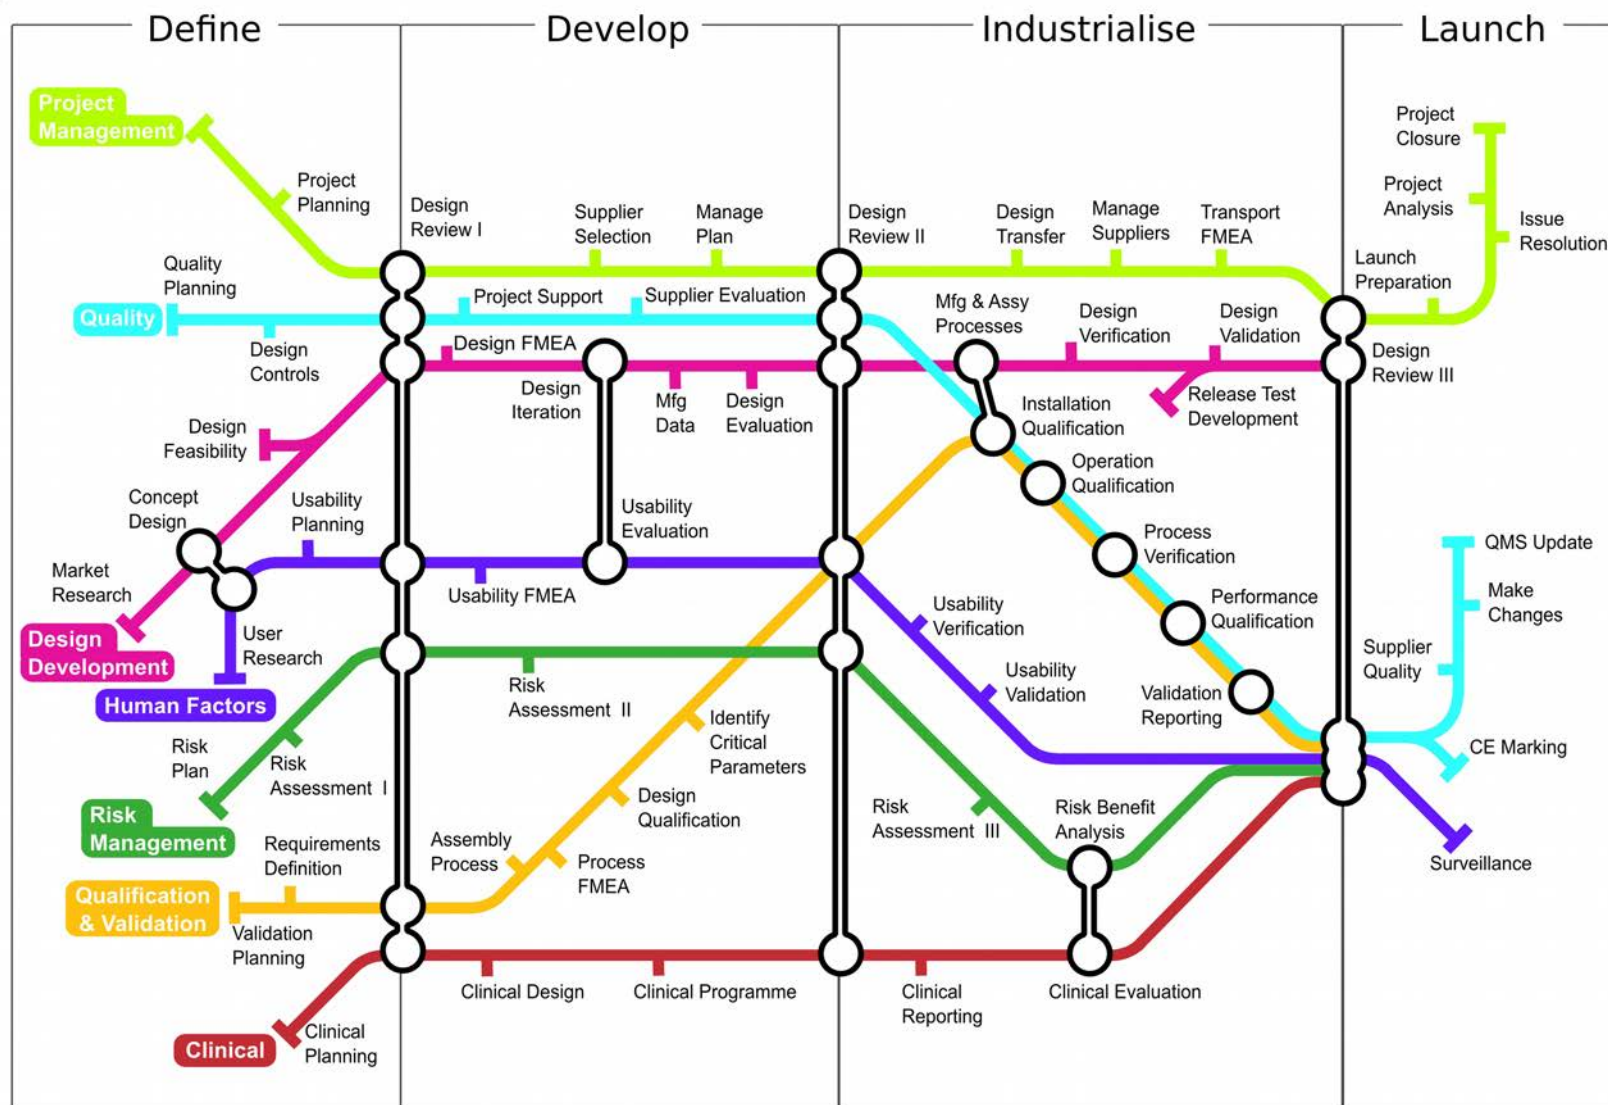 Define
Develop
Industrialise
Launch
Project
Management
Project
Planning
Design
Review I
Supplier
Selection
Manage
Plan
Design
Review II
Design
Transfer
Manage
Suppliers
Transport
FMEA
Project
Closure
Project
Analysis
Issue
Resolution
Launch
Preparation
Quality
Planning
Quality
Design
Controls
Project Support
Supplier Evaluation
Mfg & Assy
Processes
Design
Verification
Design
Validation
Design
Review III
Design FMEA
Design
Iteration
Mfg
Data
Design
Evaluation
Release Test
Development
Installation
Qualification
Operation
Qualification
Process
Verification
Performance
Qualification
Validation
Reporting
Design
Feasibility
Concept
Design
Market
Research
Design
Development
Usability
Planning
Usability
Evaluation
Usability FMEA
User
Research
Human Factors
Usability
Verification
Usability
Validation
QMS Update
Make
Changes
Supplier
Quality
CE Marking
Surveillance
Risk
Plan
Risk
Assessment I
Risk
Management
Risk
Assessment II
Identify
Critical
Parameters
Design
Qualification
Risk
Assessment III
Risk Benefit
Analysis
Requirements
Definition
Qualification
& Validation
Validation
Planning
Assembly
Process
Process
FMEA
Clinical
Clinical
Planning
Clinical Design
Clinical Programme
Clinical
Reporting
Clinical Evaluation